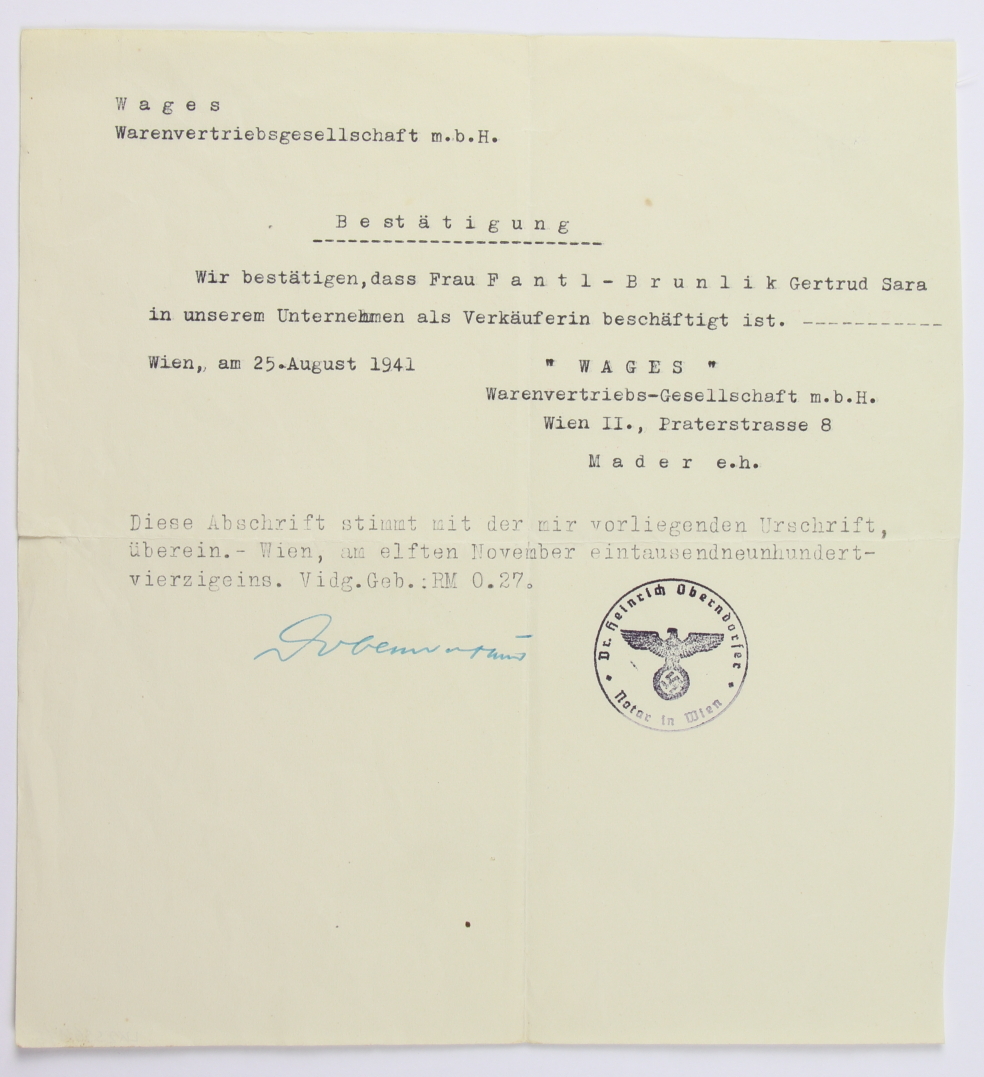 W a g e s
Warenvertriebsgesellschaft m.b.H.
B e st ä t i g u n g
Wir bestätigen,dass Frau F a n t l - B r u n l i k Gertrud Sara
in unserem Unternehmen als Verkäuferin beschäftigt ist. -----------
Wien,, am 25.August 1941
" W A G E S "
Warenvertriebs-Gesellschaft m.b.H.
Wien II., Praterstrasse 8
M a d e r e.h.
Diese Abschrift stimmt mit der mir vorliegenden Urschrift,
überein.- Wien, am elften November eintausendneunhundert-
vierzigeins. Vidg.Geb.:RM 0.27.
Dr. Heinrich Oberndorfer
Notar in Wien